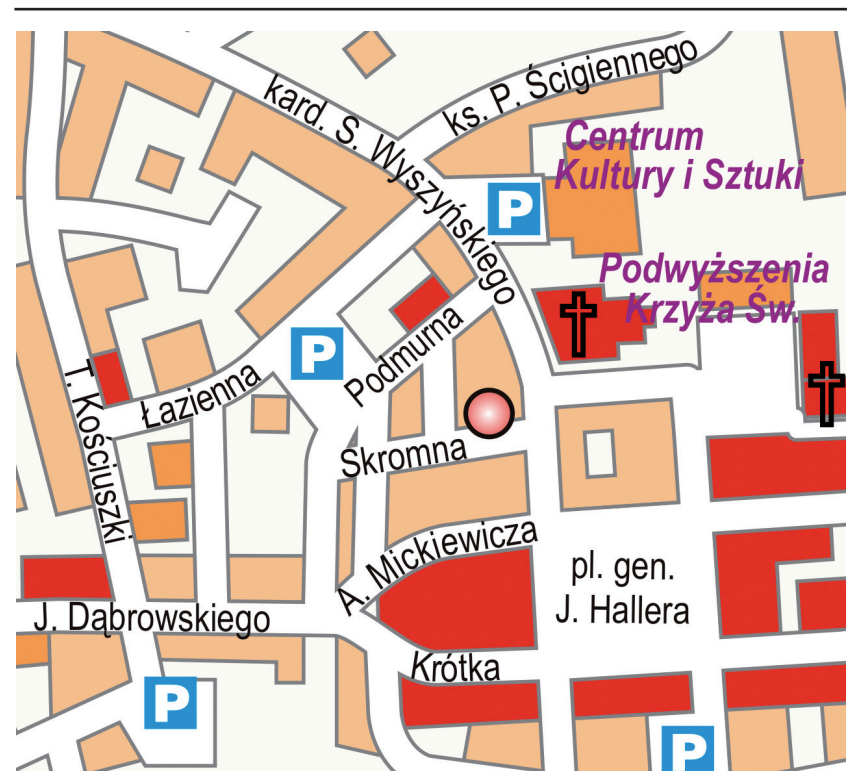 ks. P. Ścigiennego
kard. S. Wyszyńskiego
Centrum
Kultury i Sztuki
P
Podwyższenia
Krzyża Św.
P
Podmurna
Łazienna
T. Kościuszki
Skromna
A. Mickiewicza
pl. gen.
J. Hallera
J. Dąbrowskiego
Krótka
P
P